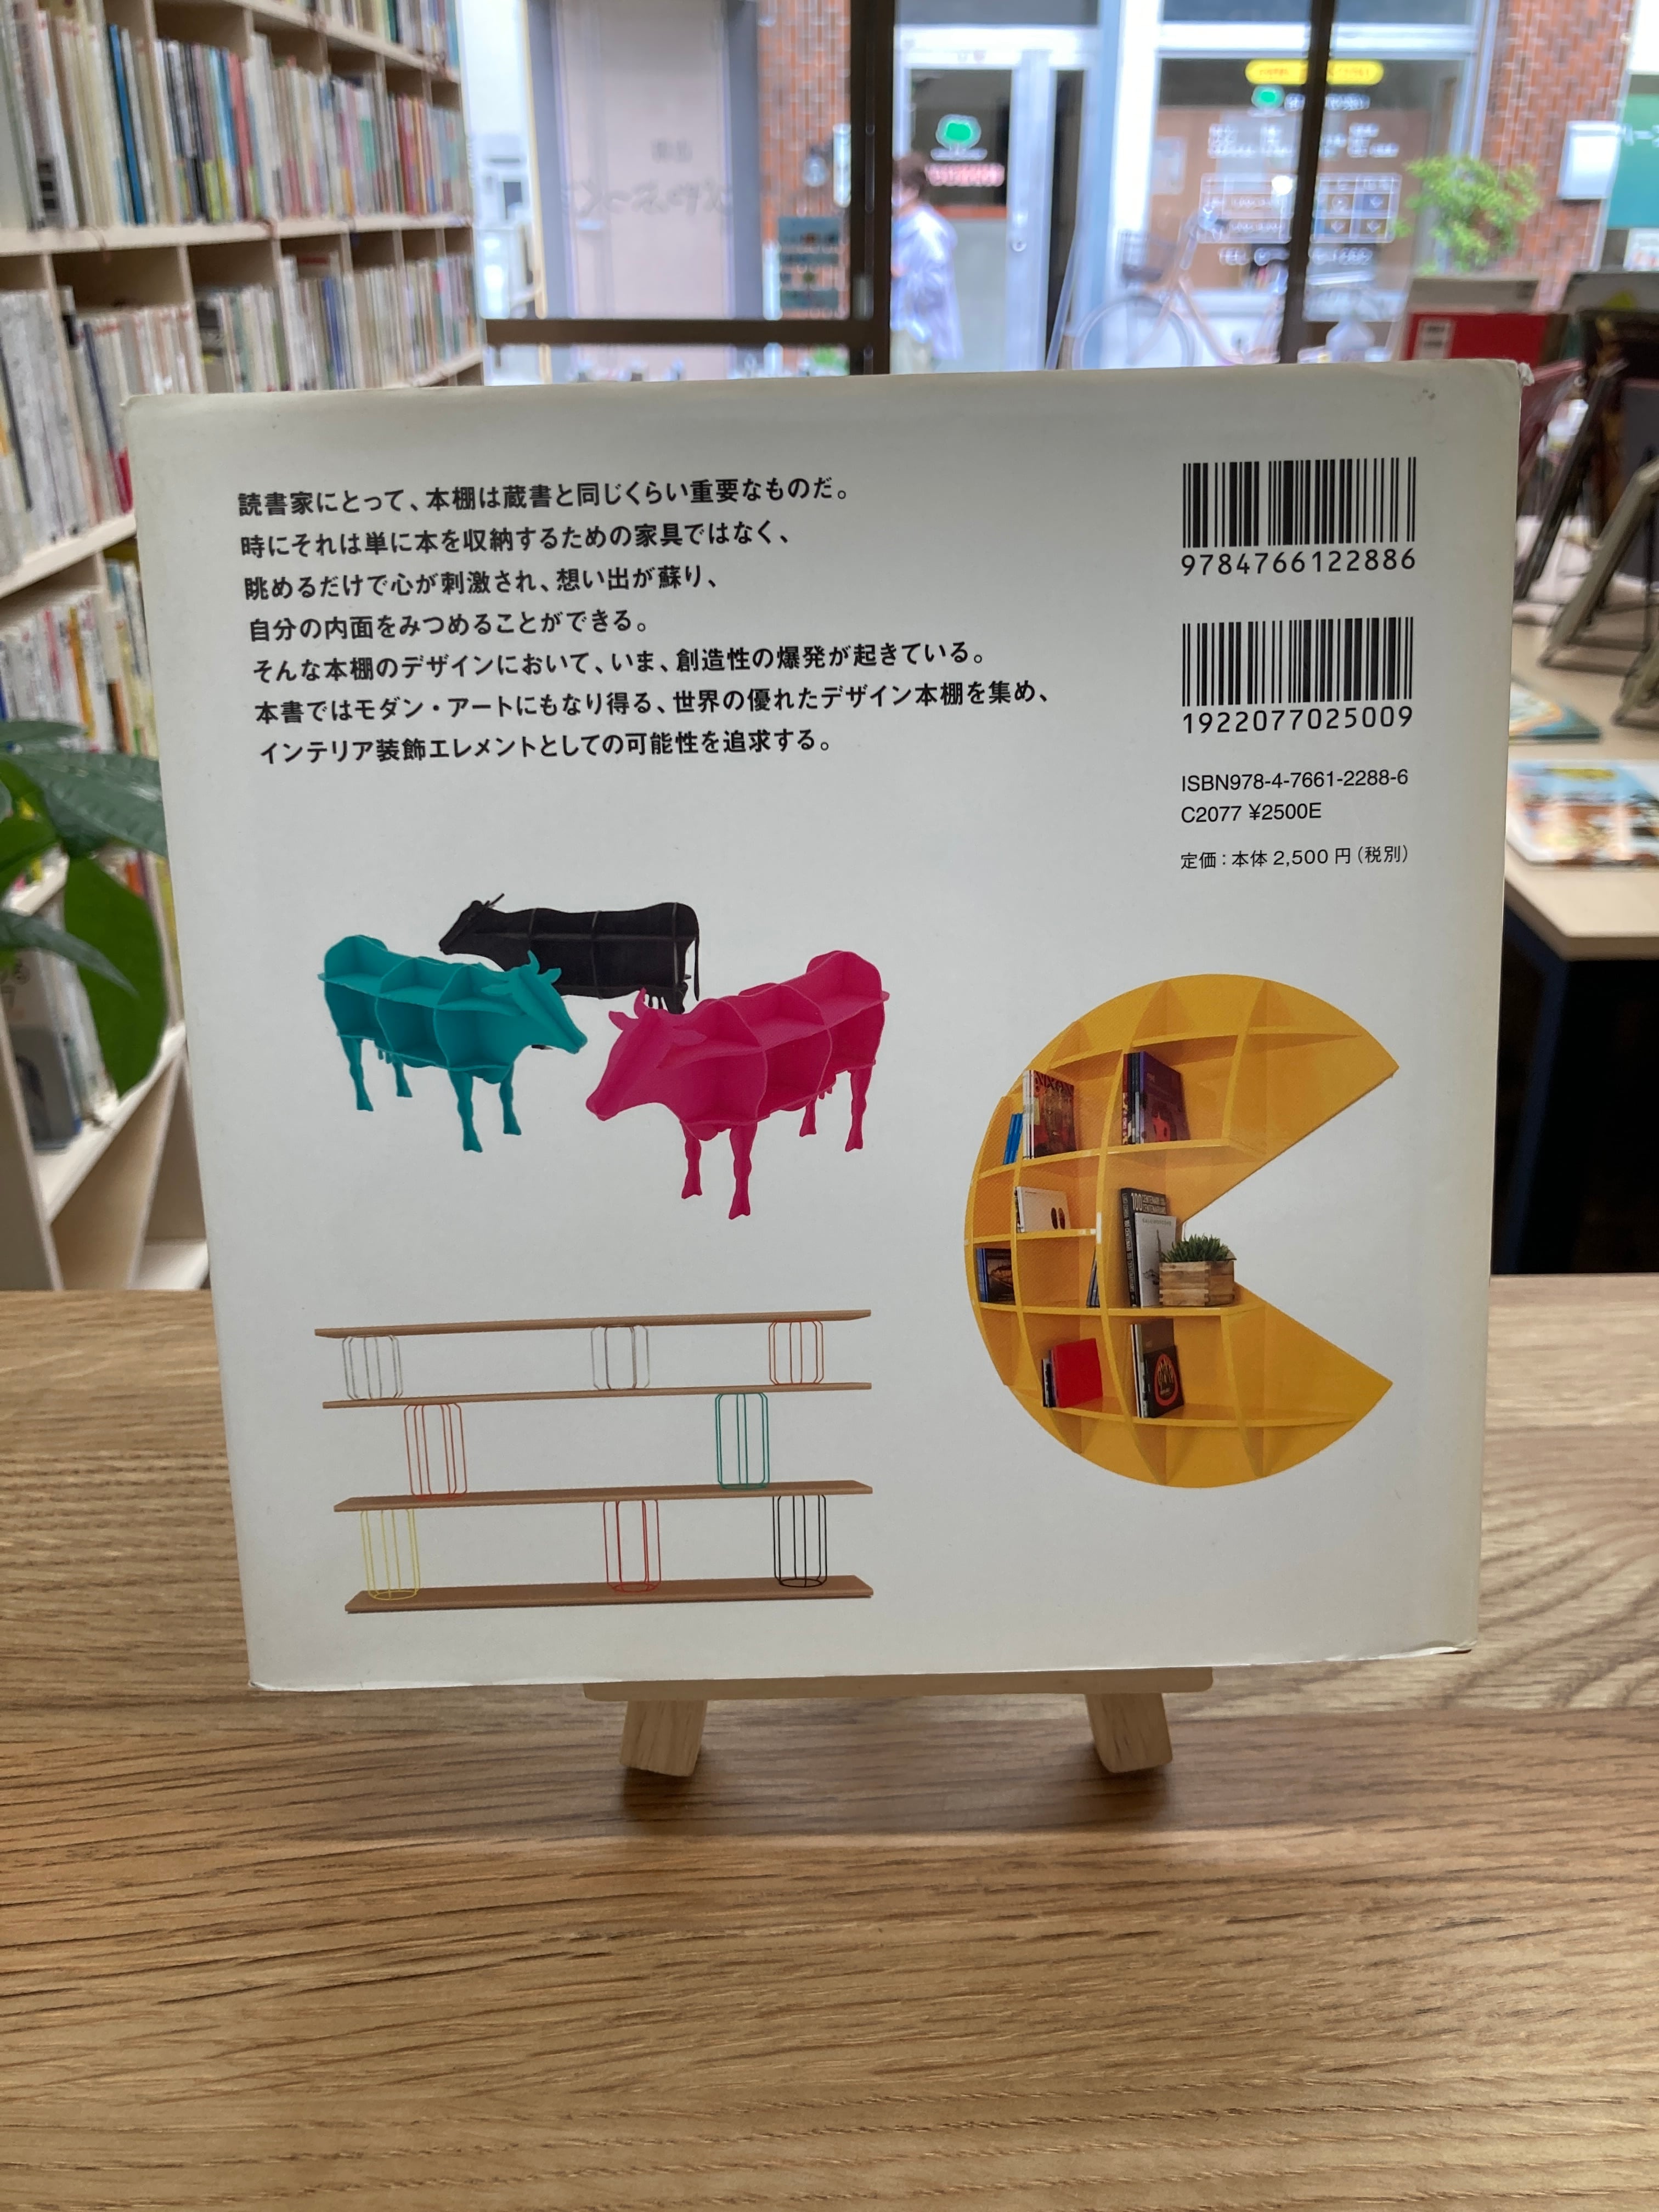 読書家にとって、本棚は蔵書と同じくらい重要なものだ。
時にそれは単に本を収納するための家具ではなく、
眺めるだけで心が刺激され、想い出が蘇り、
自分の内面をみつめることができる。
そんな本棚のデザインにおいて、いま、創造性の爆発が起きている。
本書ではモダン・アートにもなり得る、世界の優れたデザイン本棚を集め、
インテリア装飾エレメントとしての可能性を追求する。
9784766122886
1922077025009
ISBN978-4-7661-2288-6
C2077 ¥2500E
定価：本体 2,500 円（税別）